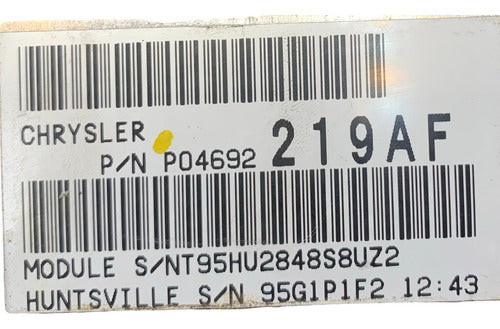 CHRYSLER
P/N P04692 219AF
MODULE S/NT95HU2848S8UZ2
HUNTSVILLE S/N 95G1P1F2 12:43